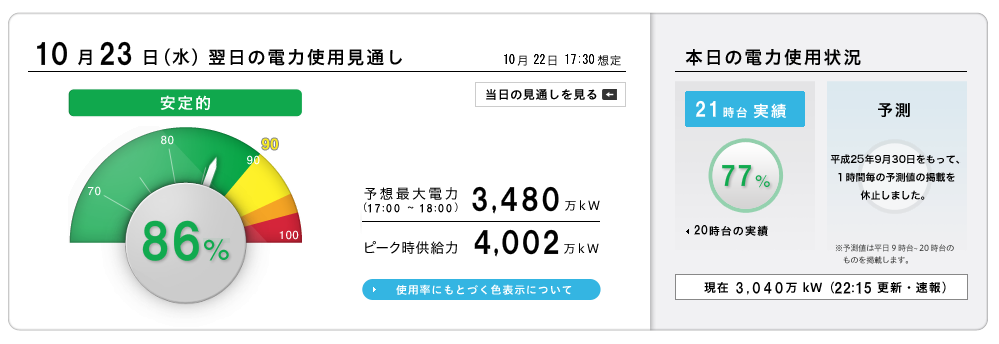 10月23日(水) 翌日の電力使用見通し
10月 22日 17:30 想定
当日の見通しを見る
安定的
70
80
90
90
100
86%
予想最大電力
(17:00 ~ 18:00)
3,480 万kW
ピーク時供給力 4,002 万kW
使用率にもとづく色表示について
本日の電力使用状況
21時台 実績
77%
20時台の実績
予測
平成25年9月30日をもって、
1時間毎の予測値の掲載を
休止しました。
※予測値は平日9時台~20時台の
ものを掲載します。
現在 3,040万 kW (22:15 更新・速報)